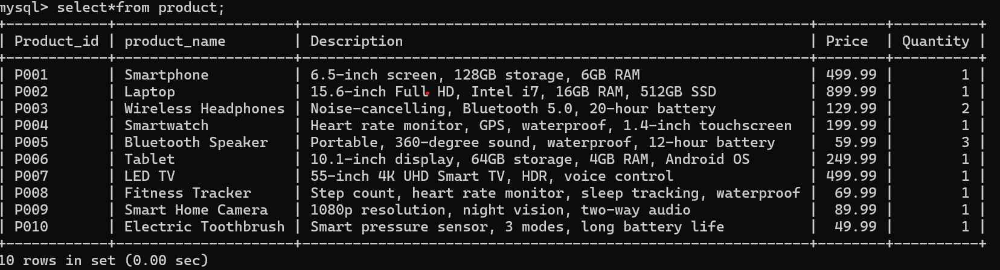 mysql> select*from product;
+-----------+---------------------+-------------------------------------------------------------+--------+----------+
| Product_id | product_name | Description | Price | Quantity |
+-----------+---------------------+-------------------------------------------------------------+--------+----------+
| P001 | Smartphone | 6.5-inch screen, 128GB storage, 6GB RAM | 499.99 | 1 |
| P002 | Laptop | 15.6-inch Full HD, Intel i7, 16GB RAM, 512GB SSD | 899.99 | 1 |
| P003 | Wireless Headphones | Noise-cancelling, Bluetooth 5.0, 20-hour battery | 129.99 | 2 |
| P004 | Smartwatch | Heart rate monitor, GPS, waterproof, 1.4-inch touchscreen | 199.99 | 1 |
| P005 | Bluetooth Speaker | Portable, 360-degree sound, waterproof, 12-hour battery | 59.99 | 3 |
| P006 | Tablet | 10.1-inch display, 64GB storage, 4GB RAM, Android OS | 249.99 | 1 |
| P007 | LED TV | 55-inch 4K UHD Smart TV, HDR, voice control | 499.99 | 1 |
| P008 | Fitness Tracker | Step count, heart rate monitor, sleep tracking, waterproof | 69.99 | 1 |
| P009 | Smart Home Camera | 1080p resolution, night vision, two-way audio | 89.99 | 1 |
| P010 | Electric Toothbrush | Smart pressure sensor, 3 modes, long battery life | 49.99 | 1 |
+-----------+---------------------+-------------------------------------------------------------+--------+----------+
10 rows in set (0.00 sec)